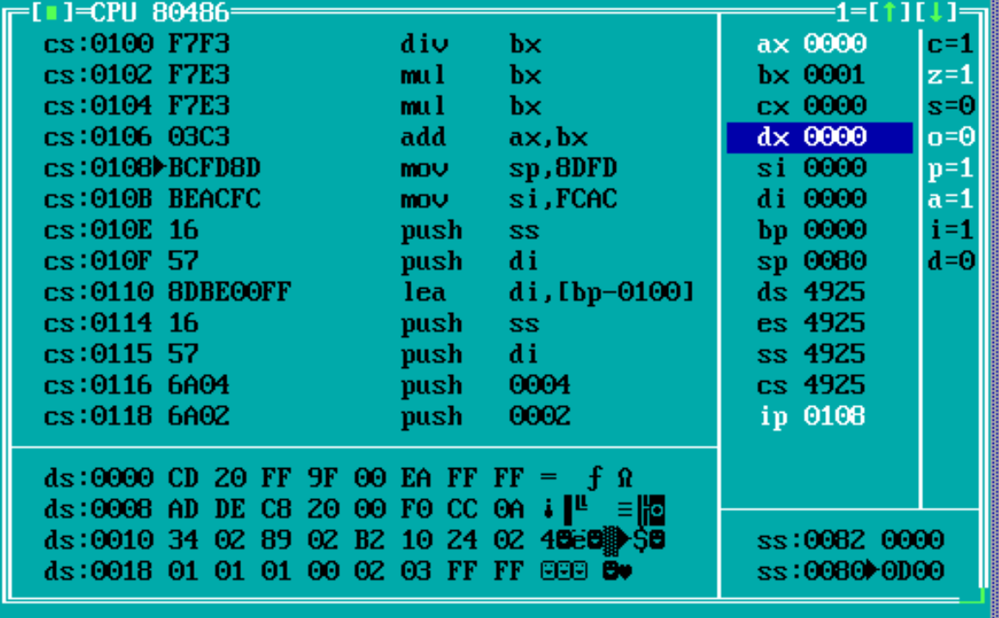 [■]=CPU 80486 1=[↑][↓]
cs:0100 F7F3 div bx
cs:0102 F7E3 mul bx
cs:0104 F7E3 mul bx
cs:0106 03C3 add ax,bx
cs:0108►BCFD8D mov sp,8DFD
cs:010B BEACFC mov si,FCAC
cs:010E 16 push ss
cs:010F 57 push di
cs:0110 8DBE00FF lea di,[bp-0100]
cs:0114 16 push ss
cs:0115 57 push di
cs:0116 6A04 push 0004
cs:0118 6A02 push 0002
ax 0000
bx 0001
cx 0000
dx 0000
si 0000
di 0000
bp 0000
sp 0080
ds 4925
es 4925
ss 4925
cs 4925
ip 0108
c=1
z=1
s=0
o=0
p=1
a=1
i=1
d=0
ds:0000 CD 20 FF 9F 00 EA FF FF = ƒ Ω
ds:0008 AD DE C8 20 00 F0 CC 0A ¡▐╚ ≡╠◙
ds:0010 34 02 89 02 B2 10 24 02 4☻ë☻▓►$☻
ds:0018 01 01 01 00 02 03 FF FF ☺☺☺ ☻♥
ss:0082 0000
ss:0080►0D00